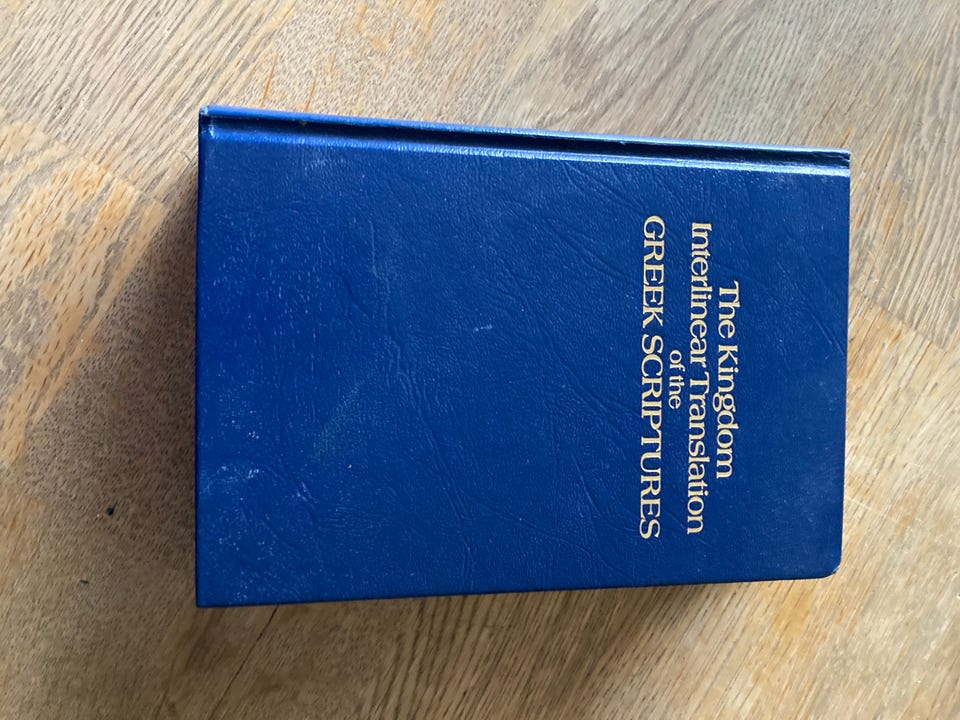 The Kingdom
Interlinear Translation
of the
GREEK SCRIPTURES